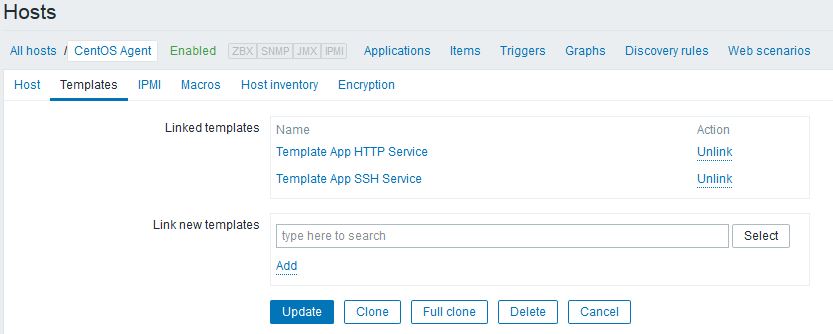 Hosts
All hosts / CentOS Agent Enabled ZBX SNMP JMX IPMI Applications Items Triggers Graphs Discovery rules Web scenarios
Host Templates IPMI Macros Host inventory Encryption
Linked templates Name Action
Template App HTTP Service Unlink
Template App SSH Service Unlink
Link new templates
type here to search Select
Add
Update Clone Full clone Delete Cancel